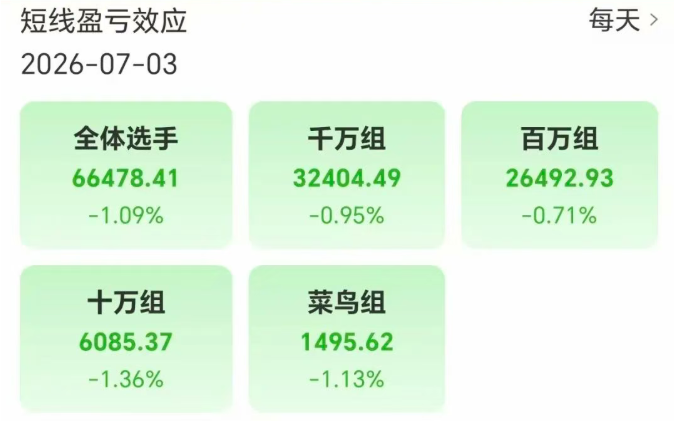 短线盈亏效应
每天 >
2026-07-03
全体选手
66478.41
-1.09%
千万组
32404.49
-0.95%
百万组
26492.93
-0.71%
十万组
6085.37
-1.36%
菜鸟组
1495.62
-1.13%